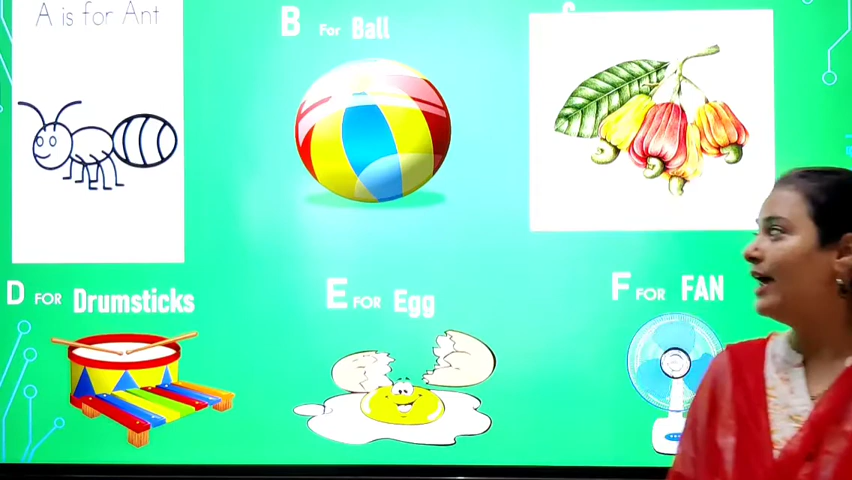 A is for Ant
B For Ball
D FOR Drumsticks
E FOR Egg
F FOR FAN